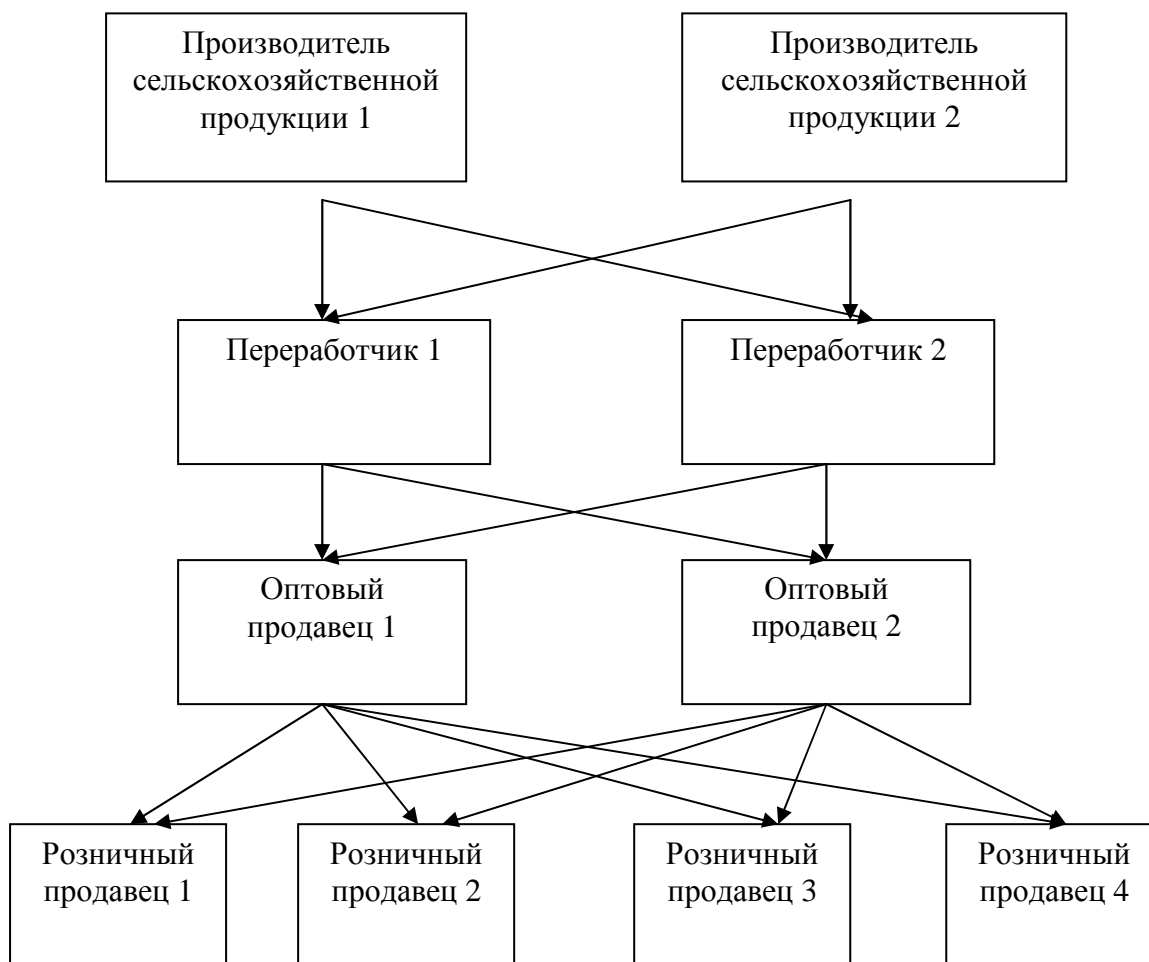 Производитель
сельскохозяйственной
продукции 1
Производитель
сельскохозяйственной
продукции 2
Переработчик 1
Переработчик 2
Оптовый
продавец 1
Оптовый
продавец 2
Розничный
продавец 1
Розничный
продавец 2
Розничный
продавец 3
Розничный
продавец 4